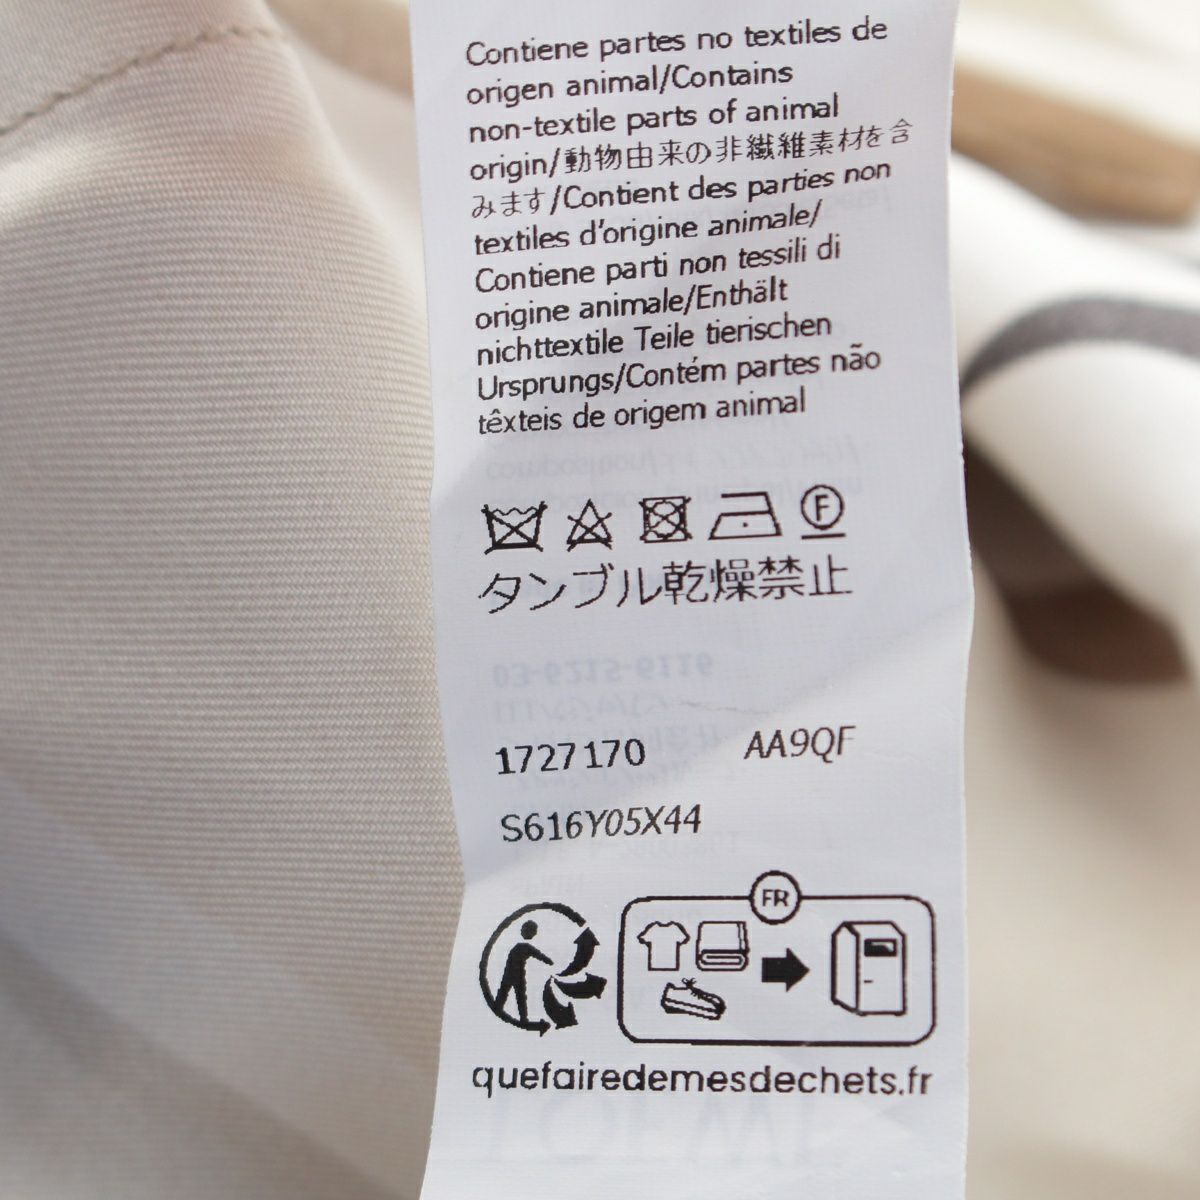 Contiene partes no textiles de
origen animal/Contains
non-textile parts of animal
origin/動物由来の非繊維素材を含
みます/Contient des parties non
textiles d'origine animale/
Contiene parti non tessili di
origine animale/Enthält
nichttextile Teile tierischen
Ursprungs/Contém partes não
têxteis de origem animal
F
タンブル乾燥禁止
1727170 AA9QF
S616Y05X44
FR
quefairedemesdechets.fr